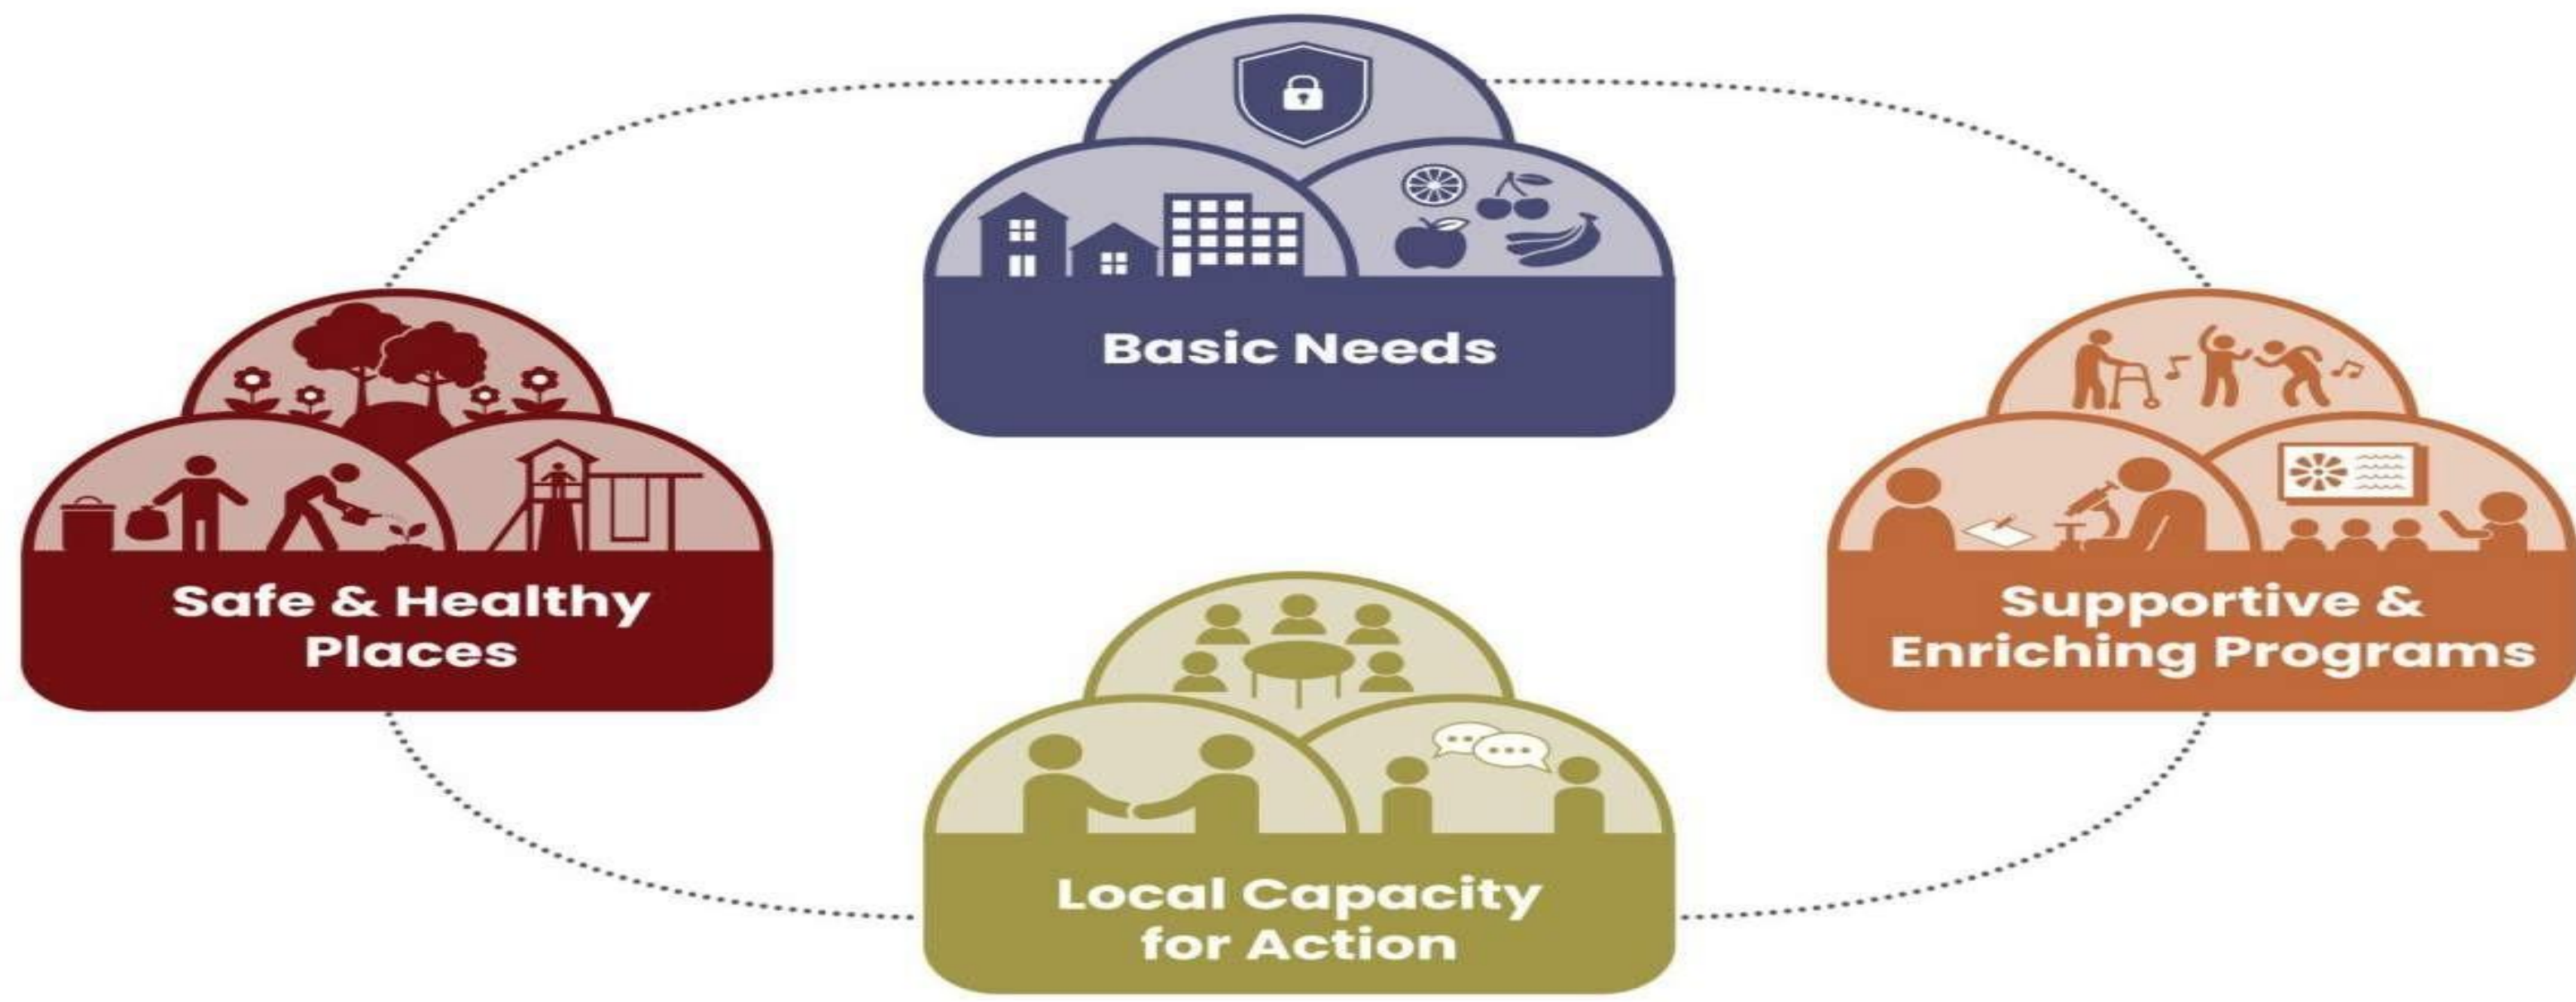 Basic Needs
Safe & Healthy
Places
Supportive &
Enriching Programs
Local Capacity
for Action